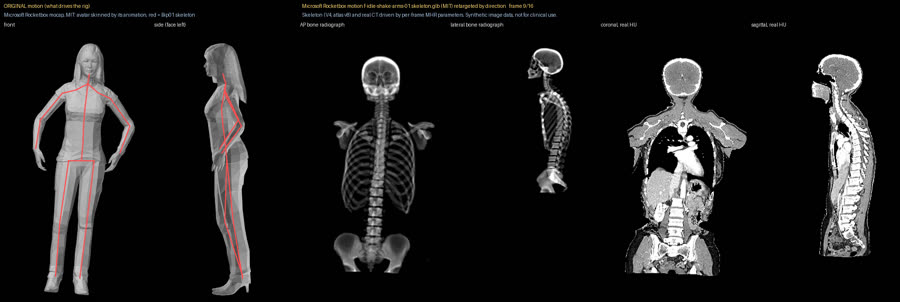 ORIGINAL motion (what drives the rig)
Microsoft Rocketbox mocap, MIT avatar skinned by its animation, red = Bip01 skeleton
front
side (face left)
Microsoft Rocketbox motion f-idle-shake-arms-01 skeleton.glb (MIT) retargeted by direction frame 9/16
Skeleton (V4, atlas v8) and real CT driven by per-frame MHR parameters. Synthetic image data, not for clinical use.
AP bone radiograph
lateral bone radiograph
coronal, real HU
sagittal, real HU